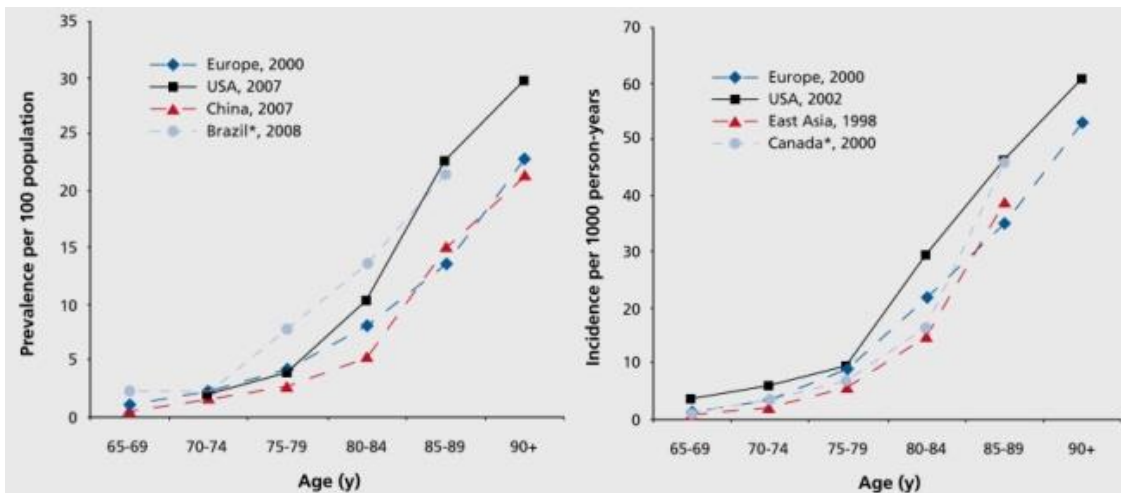 35
30
25
20
15
10
5
0
Prevalence per 100 population
Europe, 2000
USA, 2007
China, 2007
Brazil*, 2008
65-69 70-74 75-79 80-84 85-89 90+
Age (y)
70
60
50
40
30
20
10
0
Incidence per 1000 person-years
Europe, 2000
USA, 2002
East Asia, 1998
Canada*, 2000
65-69 70-74 75-79 80-84 85-89 90+
Age (y)